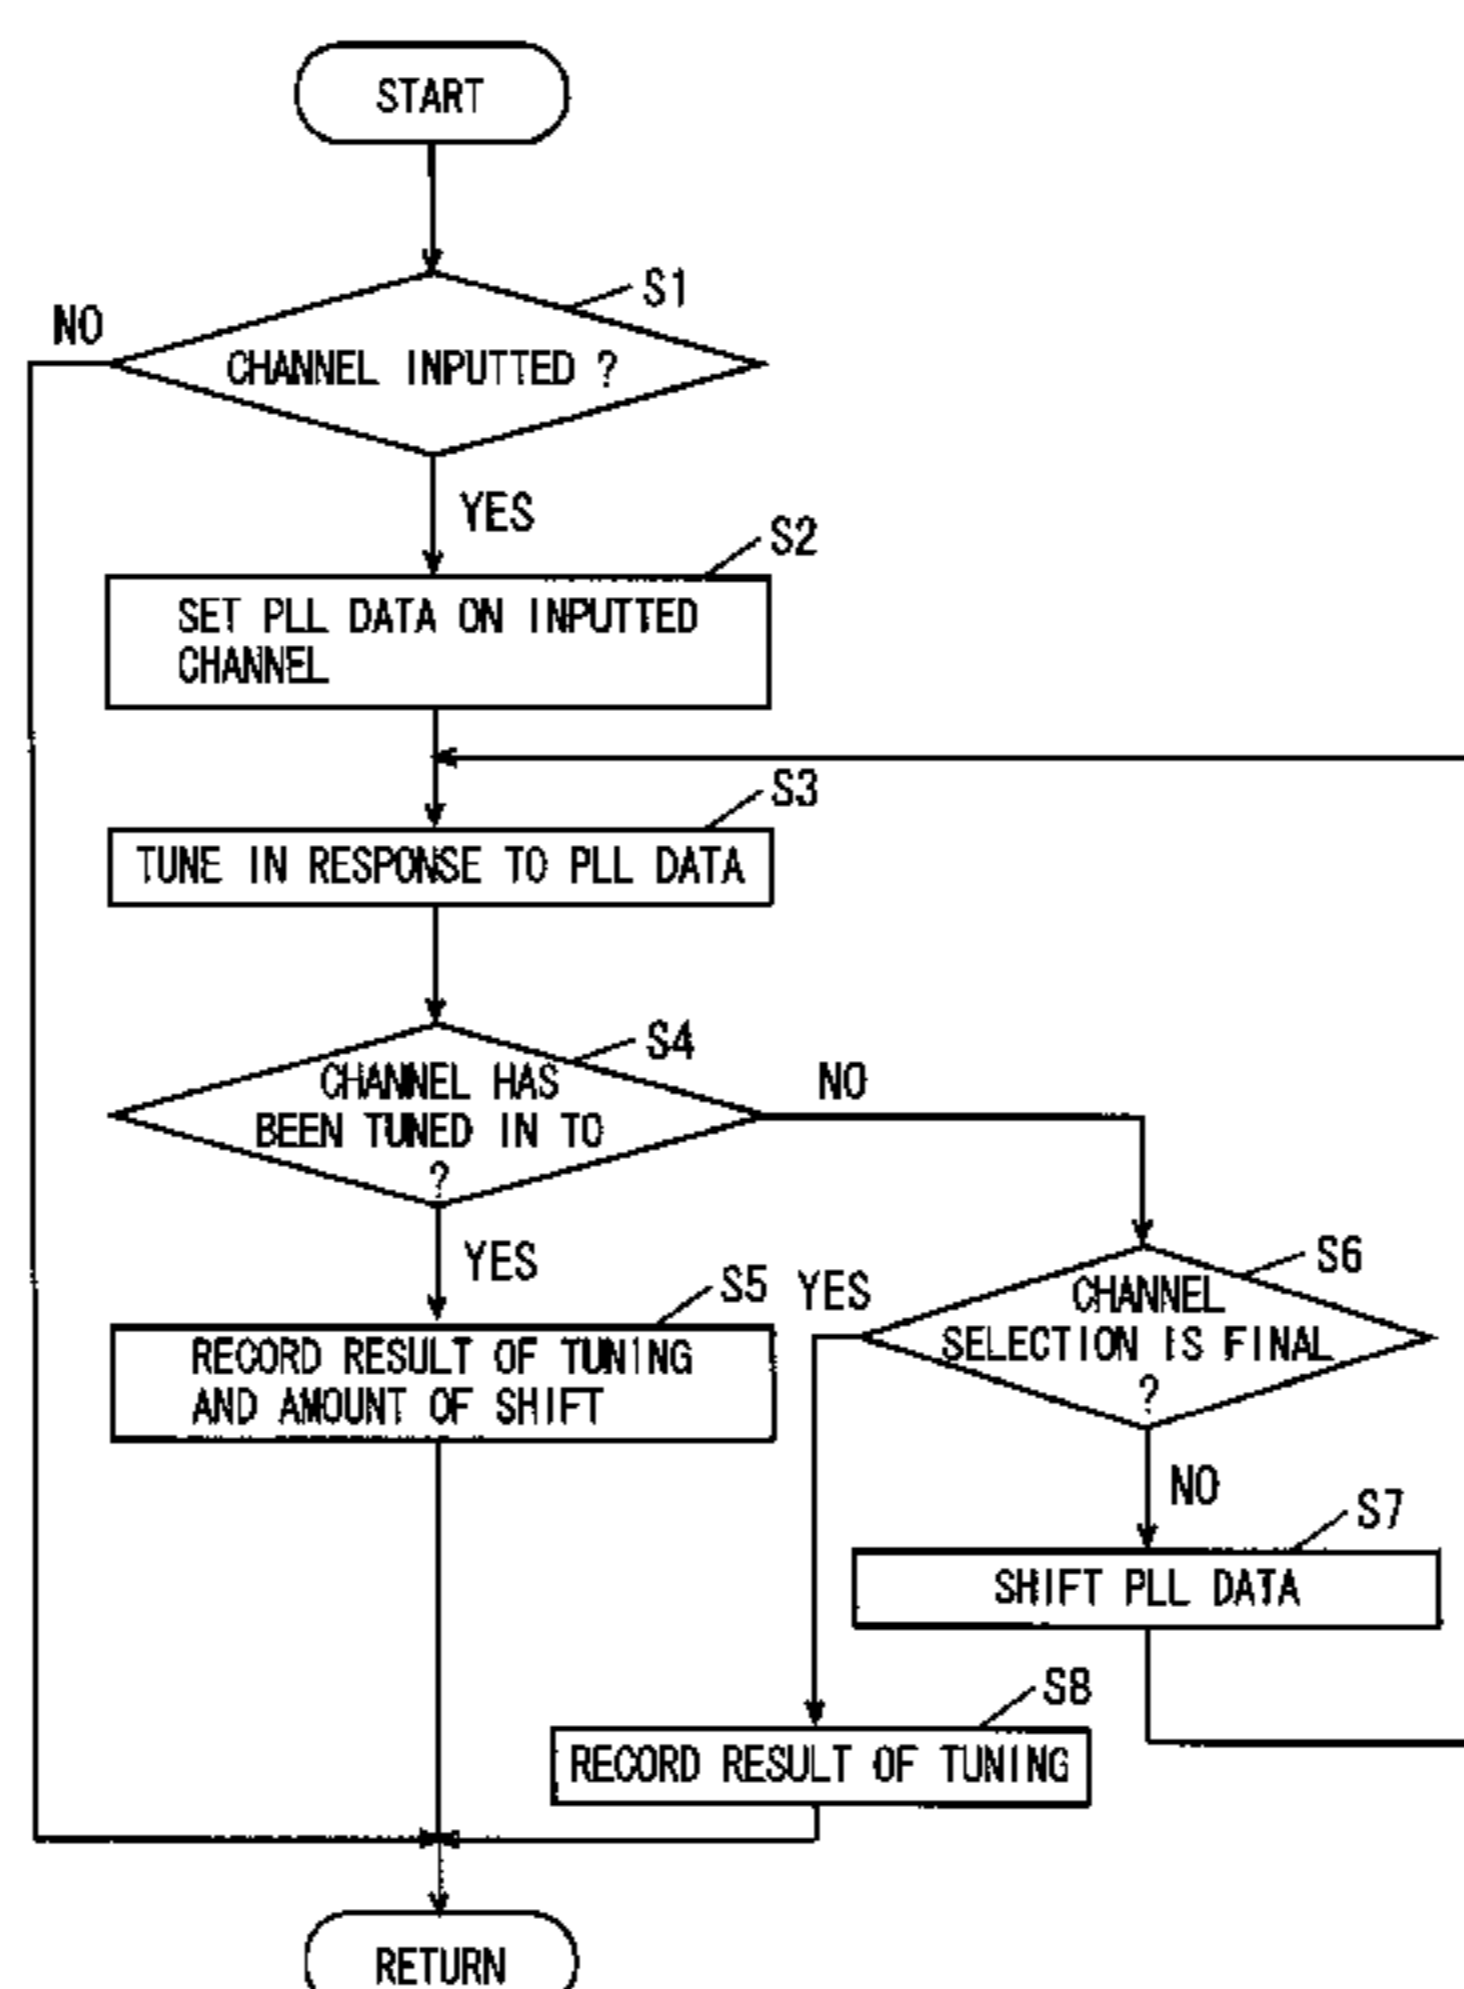 START
S1
NO
CHANNEL INPUTTED ?
YES
S2
SET PLL DATA ON INPUTTED
CHANNEL
S3
TUNE IN RESPONSE TO PLL DATA
S4
CHANNEL HAS
BEEN TUNED IN TO
?
NO
YES
S5
RECORD RESULT OF TUNING
AND AMOUNT OF SHIFT
YES
S6
CHANNEL
SELECTION IS FINAL
?
NO
S7
SHIFT PLL DATA
S8
RECORD RESULT OF TUNING
RETURN